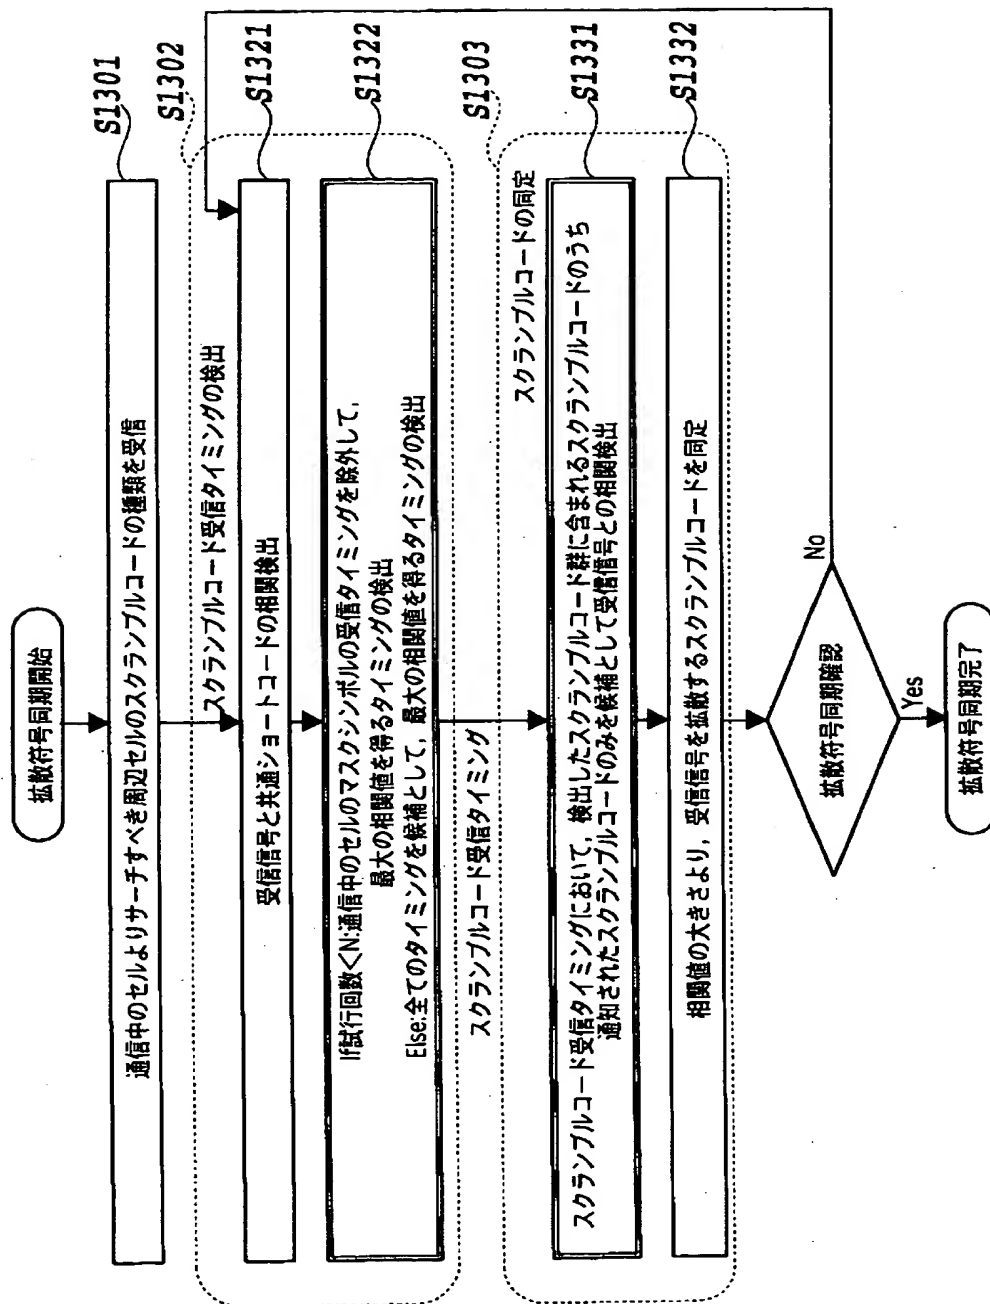 拡散符号同期開始
S1301
通信中のセルよりサーチすべき周辺セルのスクランブルコードの種類を受信
S1302
スクランブルコード受信タイミングの検出
S1321
受信信号と共通ショートコードの相関検出
S1322
If試行回数<N:通信中のセルのマスクシンボルの受信タイミングを除外して,
最大の相関値を得るタイミングの検出
Else:全てのタイミングを候補として, 最大の相関値を得るタイミングの検出
スクランブルコード受信タイミング
S1303
スクランブルコードの同定
S1331
スクランブルコード受信タイミングにおいて, 検出したスクランブルコード群に含まれるスクランブルコードのうち
通知されたスクランブルコードのみを候補として受信信号との相関検出
S1332
相関値の大きさより, 受信信号を拡散するスクランブルコードを同定
拡散符号同期確認
No
Yes
拡散符号同期完了